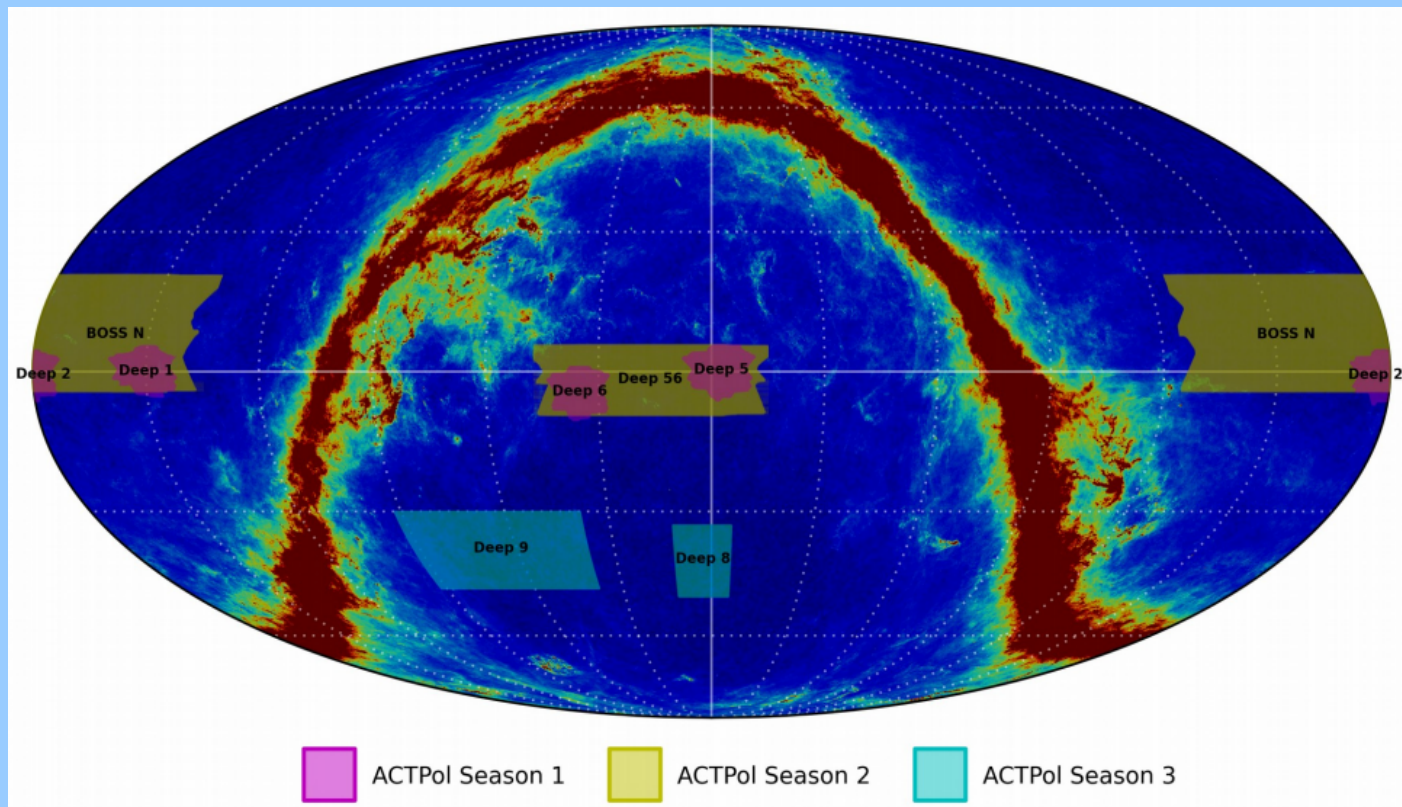 BOSS N
BOSS N
Deep 2
Deep 1
Deep 6
Deep 56
Deep 5
Deep 2
Deep 9
Deep 8
ACTPol Season 1
ACTPol Season 2
ACTPol Season 3